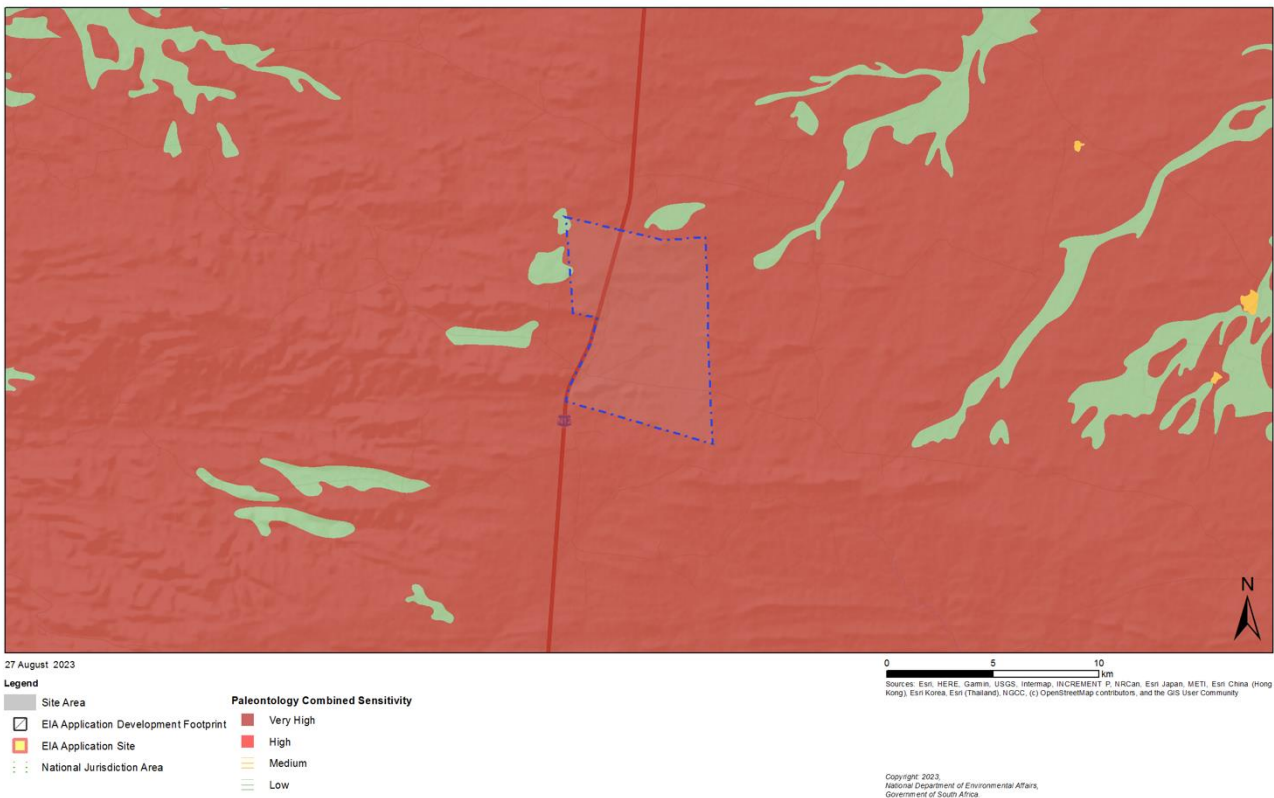 N
27 August 2023
Legend
Site Area
EIA Application Development Footprint
EIA Application Site
National Jurisdiction Area
Paleontology Combined Sensitivity
Very High
High
Medium
Low
0 5 10
km
Sources: Esri, HERE, Garmin, USGS, Intermap, INCREMENT P, NRCan, Esri Japan, METI, Esri China (Hong
Kong), Esri Korea, Esri (Thailand), NGCC, (c) OpenStreetMap contributors, and the GIS User Community
Copyright: 2023,
National Department of Environmental Affairs,
Government of South Africa.